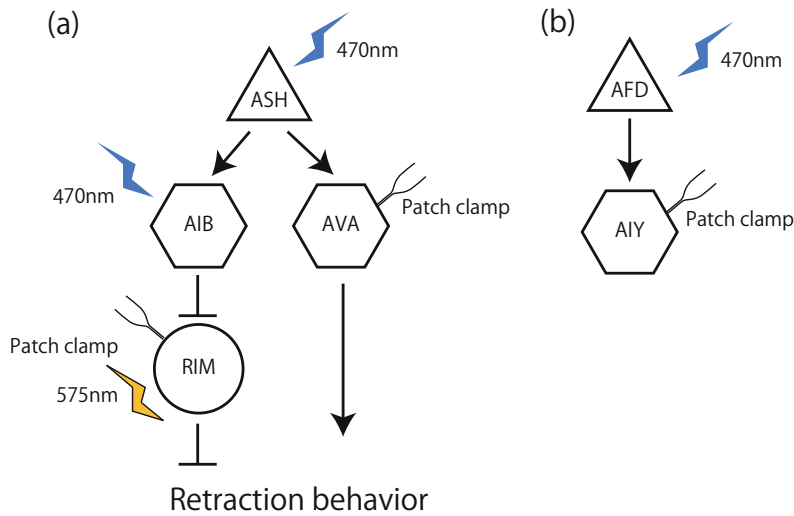 (a)
470nm
ASH
470nm
AIB
AVA
Patch clamp
Patch clamp
RIM
575nm
Retraction behavior
(b)
470nm
AFD
AIY
Patch clamp